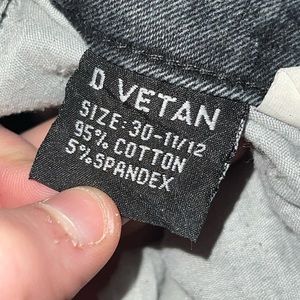 D VETAN
SIZE: 30-11/12
95% COTTON
5% SPANDEX